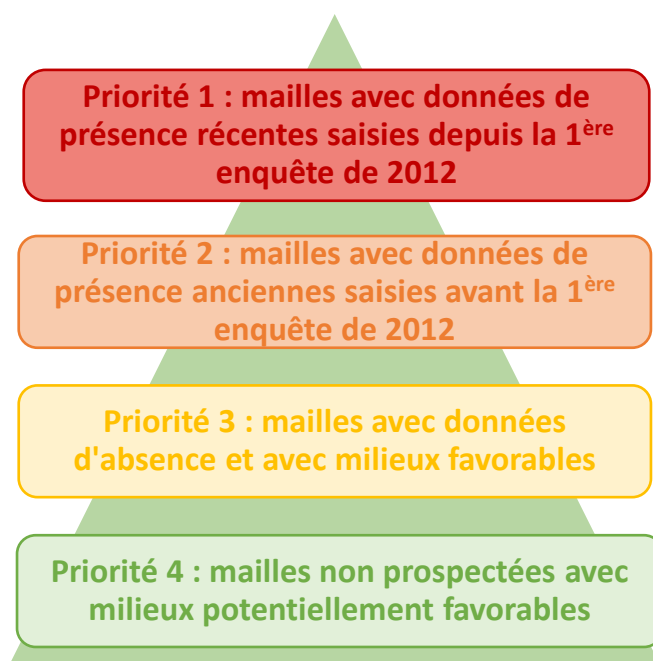 Priorité 1 : mailles avec données de
présence récentes saisies depuis la 1ère
enquête de 2012
Priorité 2 : mailles avec données de
présence anciennes saisies avant la 1ère
enquête de 2012
Priorité 3 : mailles avec données
d'absence et avec milieux favorables
Priorité 4 : mailles non prospectées avec
milieux potentiellement favorables